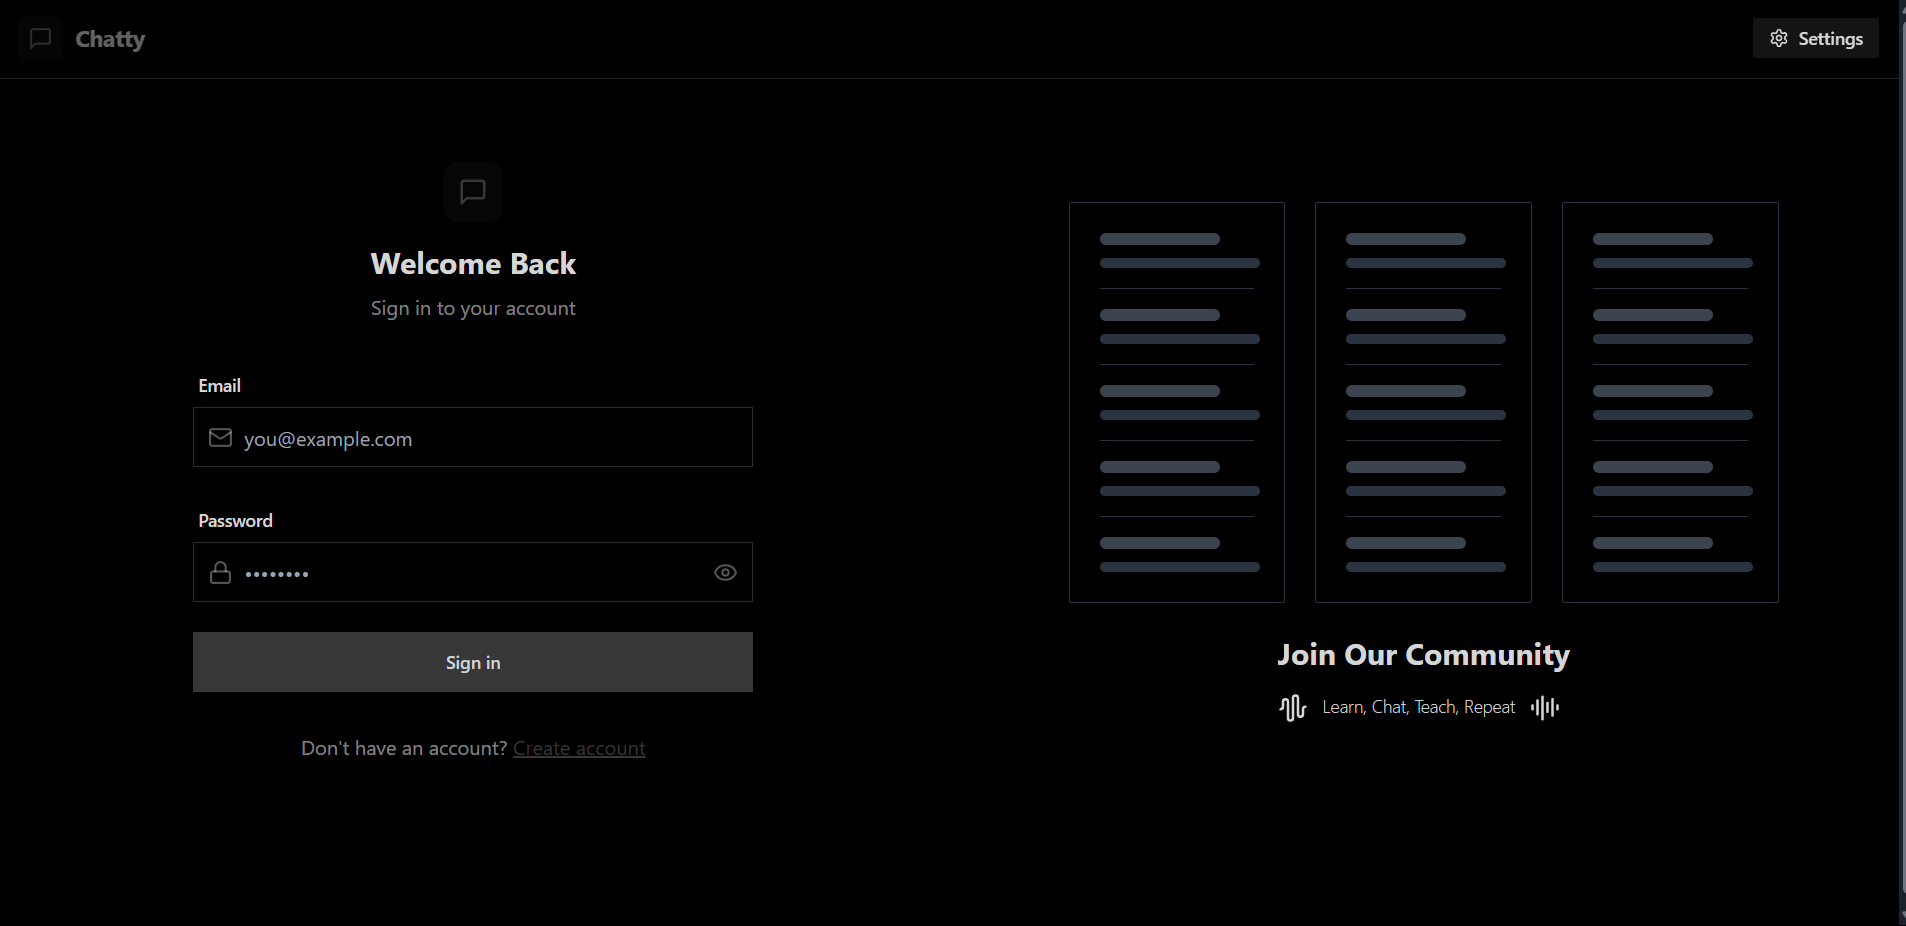 Chatty
Settings
Welcome Back
Sign in to your account
Email
you@example.com
Password
••••••••
Sign in
Don't have an account? Create account
Join Our Community
Learn, Chat, Teach, Repeat